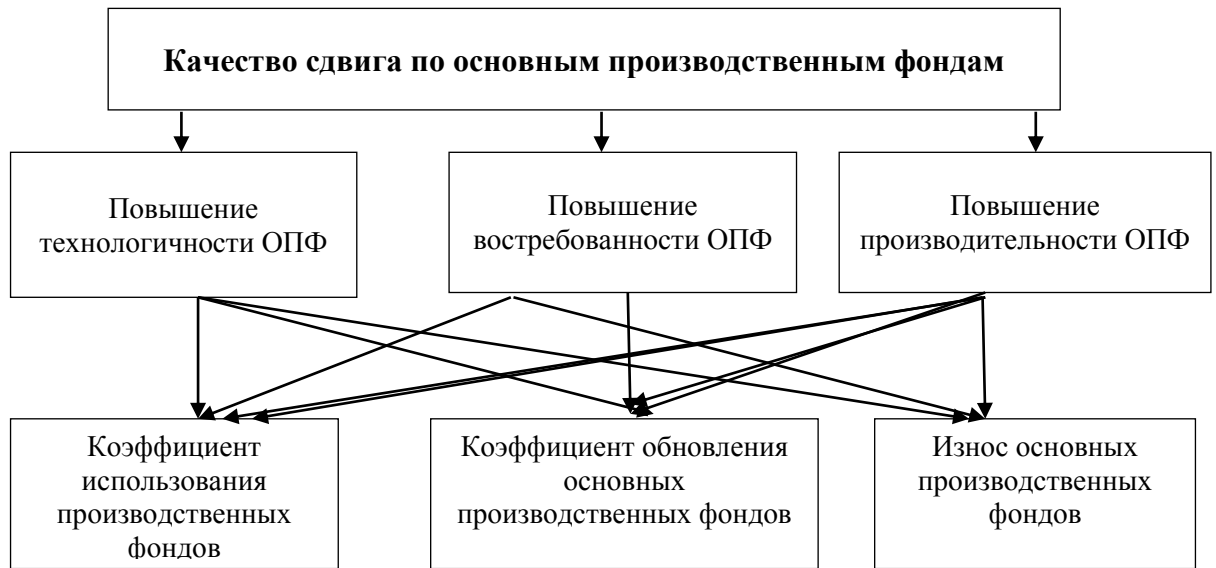 Качество сдвига по основным производственным фондам
Повышение
технологичности ОПФ
Повышение
востребованности ОПФ
Повышение
производительности ОПФ
Коэффициент
использования
производственных
фондов
Коэффициент обновления
основных
производственных фондов
Износ основных
производственных
фондов